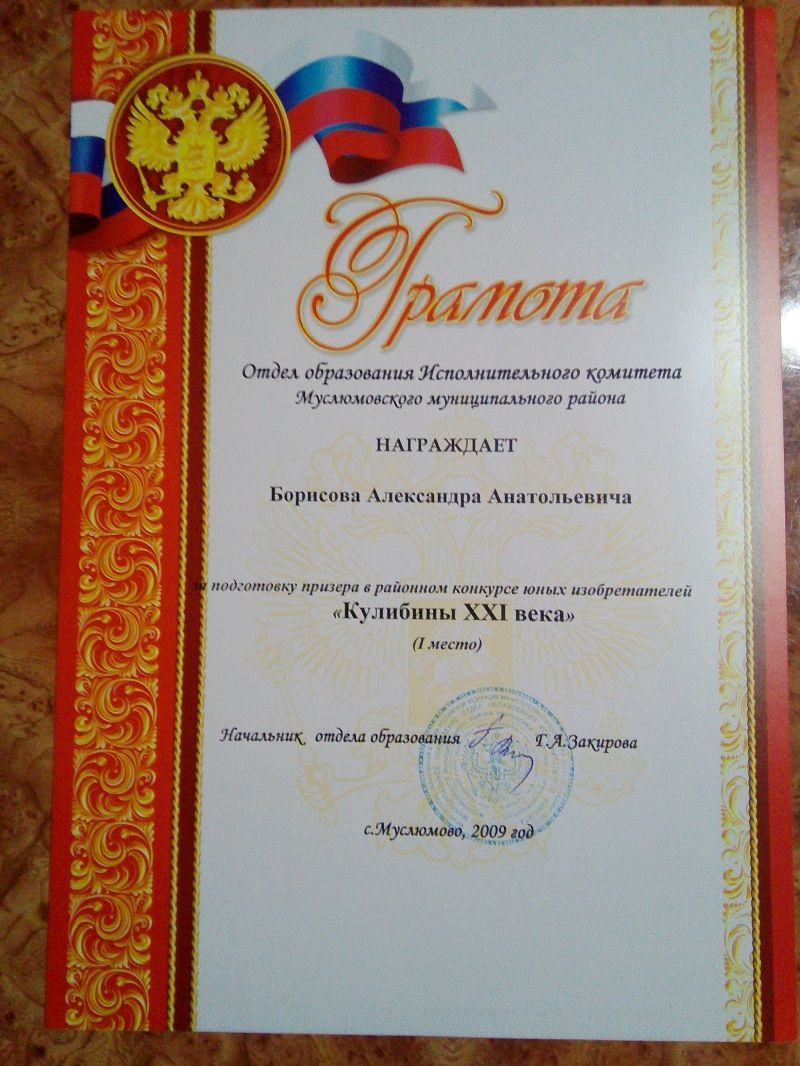 Грамота
Отдел образования Исполнительного комитета
Муслюмовского муниципального района
НАГРАЖДАЕТ
Борисова Александра Анатольевича
за подготовку призера в районном конкурсе юных изобретателей
«Кулибины XXI века»
(I место)
Начальник отдела образования Г.А.Закирова
с.Муслюмово, 2009 год